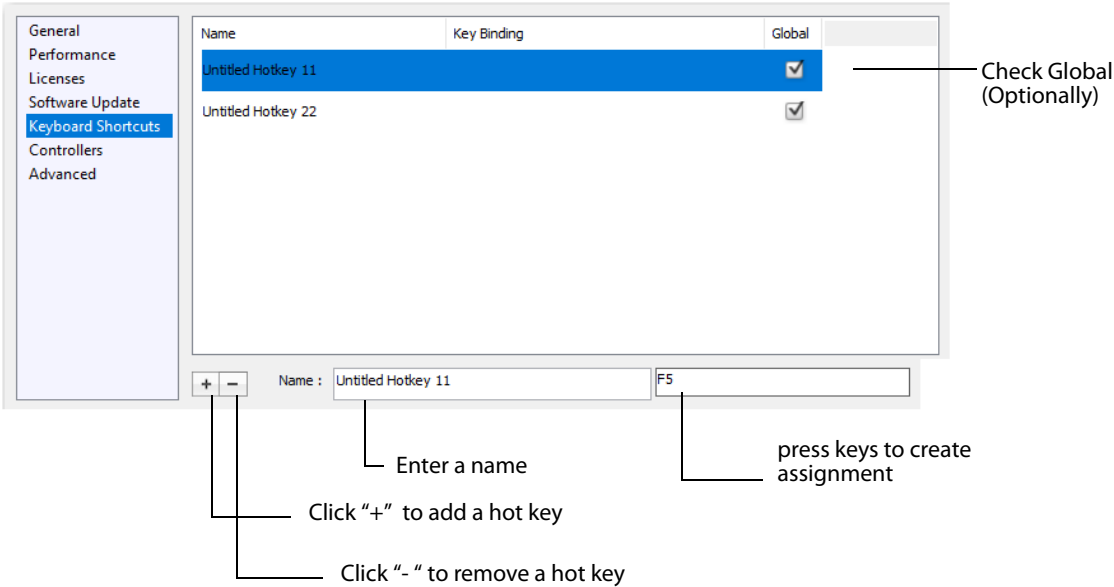 General
Performance
Licenses
Software Update
Keyboard Shortcuts
Controllers
Advanced
Name Key Binding Global
Untitled Hotkey 11
Untitled Hotkey 22
Check Global
(Optionally)
+ − Name : Untitled Hotkey 11 F5
Enter a name
press keys to create
assignment
Click “+” to add a hot key
Click “- “ to remove a hot key